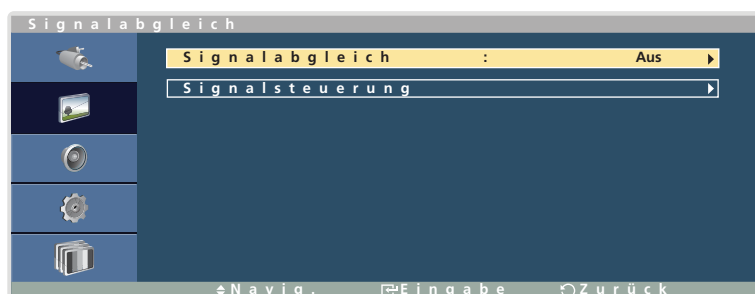 Signalabgleich
Signalabgleich : Aus
Signalsteuerung
Navig. Eingabe Zurück